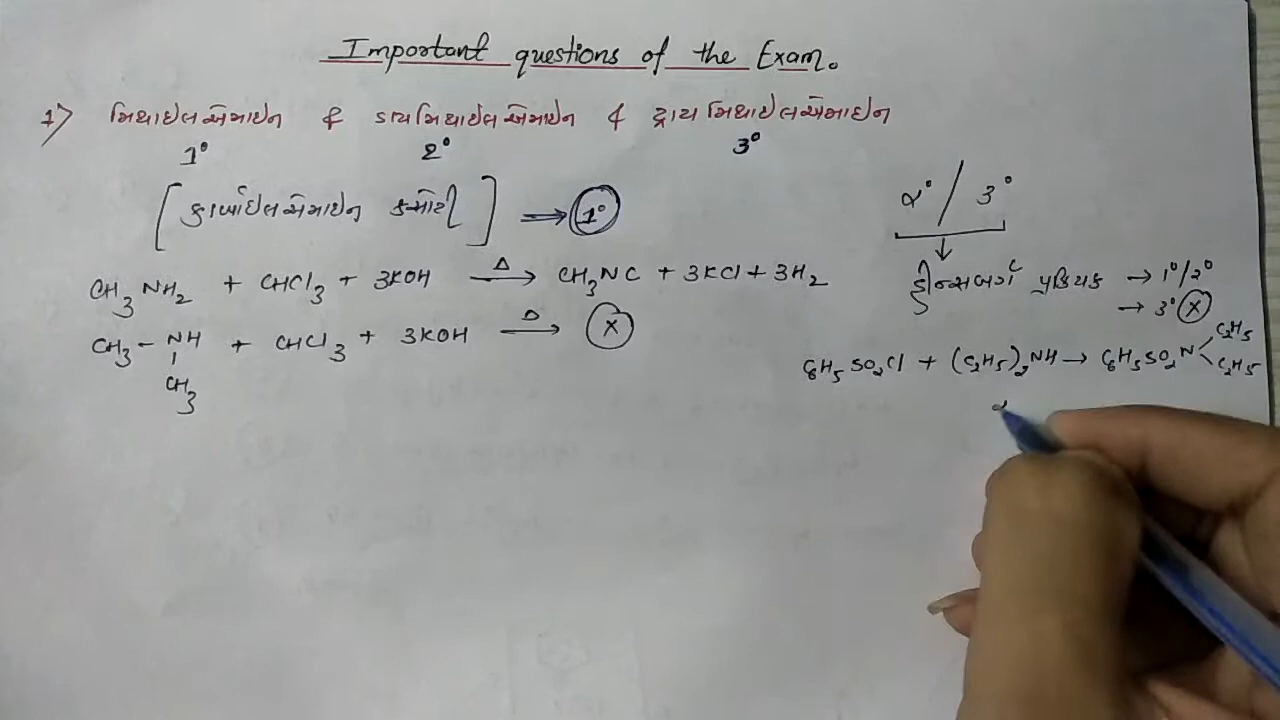 Important questions of the Exam.
1> મિથાઈલએમાઈન & ડાયમિથાઈલએમાઈન & ટ્રાયમિથાઈલએમાઈન
1° 2° 3°
[કાર્બાઈલએમાઈન કસોટી] ⟹ 1°
CH3NH2 + CHCl3 + 3KOH △→ CH3NC + 3KCl + 3H2
CH3 - NH + CHCl3 + 3KOH △→ X
CH3
2° / 3°
↓
હીન્સબર્ગ પ્રક્રિયક → 1°/2°
→ 3° X
C6H5SO2Cl + (C2H5)2NH → C6H5SO2N C2H5
C2H5